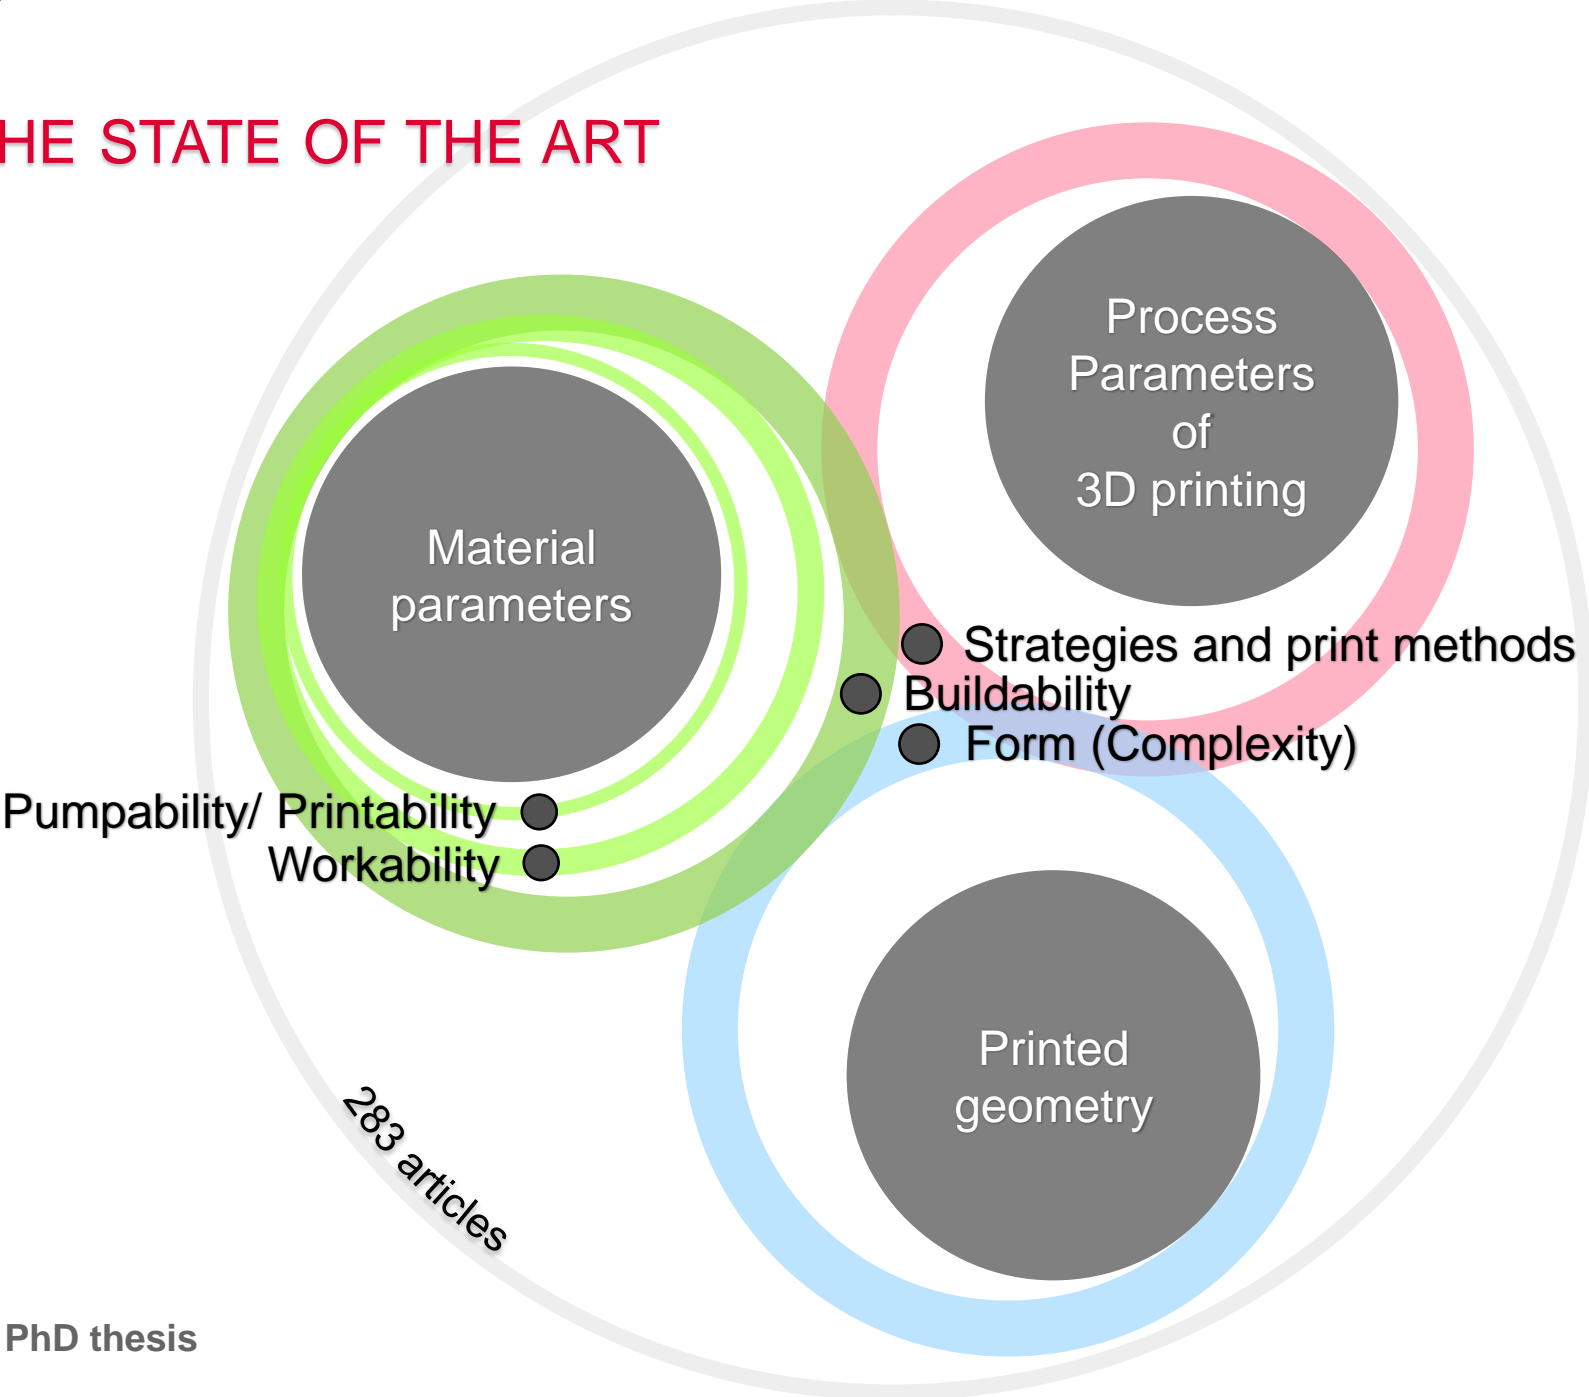 HE STATE OF THE ART
Process
Parameters
of
3D printing
Material
parameters
Strategies and print methods
Buildability
Form (Complexity)
Pumpability/ Printability
Workability
Printed
geometry
283 articles
PhD thesis